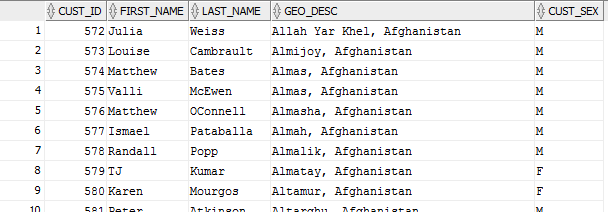 CUST_ID FIRST_NAME LAST_NAME GEO_DESC CUST_SEX
1 572 Julia Weiss Allah Yar Khel, Afghanistan M
2 573 Louise Cambrault Almijoy, Afghanistan M
3 574 Matthew Bates Almas, Afghanistan M
4 575 Valli McEwen Almas, Afghanistan M
5 576 Matthew OConnell Almasha, Afghanistan M
6 577 Ismael Pataballa Almah, Afghanistan M
7 578 Randall Popp Almalik, Afghanistan M
8 579 TJ Kumar Almatay, Afghanistan F
9 580 Karen Mourgos Altamur, Afghanistan F
10 581 Peter Atkinson Altarghu, Afghanistan M